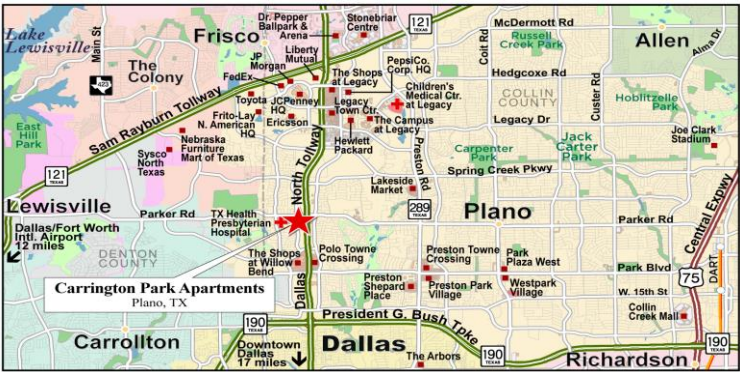 Lake
Lewisville
Main St
423
The
Colony
Frisco
Dr. Pepper
Ballpark &
Arena
Stonebriar
Centre
121
TEXAS
McDermott Rd
Coit Rd
Russell
Creek Park
Allen
Alma Dr
JP
Morgan
Liberty
Mutual
FedEx
The Shops
at Legacy
PepsiCo.
Corp. HQ
Hedgcoxe Rd
Custer Rd
Toyota
JCPenney
HQ
Legacy
Town Ctr.
Children's
Medical Ctr.
at Legacy
COLLIN
COUNTY
Hoblitzelle
Park
Sam Rayburn Tollway
Frito-Lay
N. American
HQ
Ericsson
The Campus
at Legacy
Legacy Dr
East
Hill
Park
Nebraska
Furniture
Mart of Texas
Hewlett
Packard
Preston Rd
Carpenter
Park
Jack
Carter
Park
Joe Clark
Stadium
Sysco
North
Texas
121
TEXAS
North Tollway
Spring Creek Pkwy
Lakeside
Market
Lewisville
Parker Rd
TX Health
Presbyterian
Hospital
289
TEXAS
Plano
Parker Rd
Central Expwy
Dallas/Fort Worth
Intl. Airport
12 miles
DENTON
COUNTY
The Shops
at Willow
Bend
Polo Towne
Crossing
Preston Towne
Crossing
Park
Plaza West
Park Blvd
75
DART
Carrington Park Apartments
Plano, TX
Dallas
Preston
Shepard
Place
Preston Park
Village
Westpark
Village
W. 15th St
Collin
Creek Mall
President G. Bush Tpke
190
TEXAS
Carrollton
Downtown
Dallas
17 miles
Dallas
The Arbors
190
TEXAS
Richardson
190
TEXAS